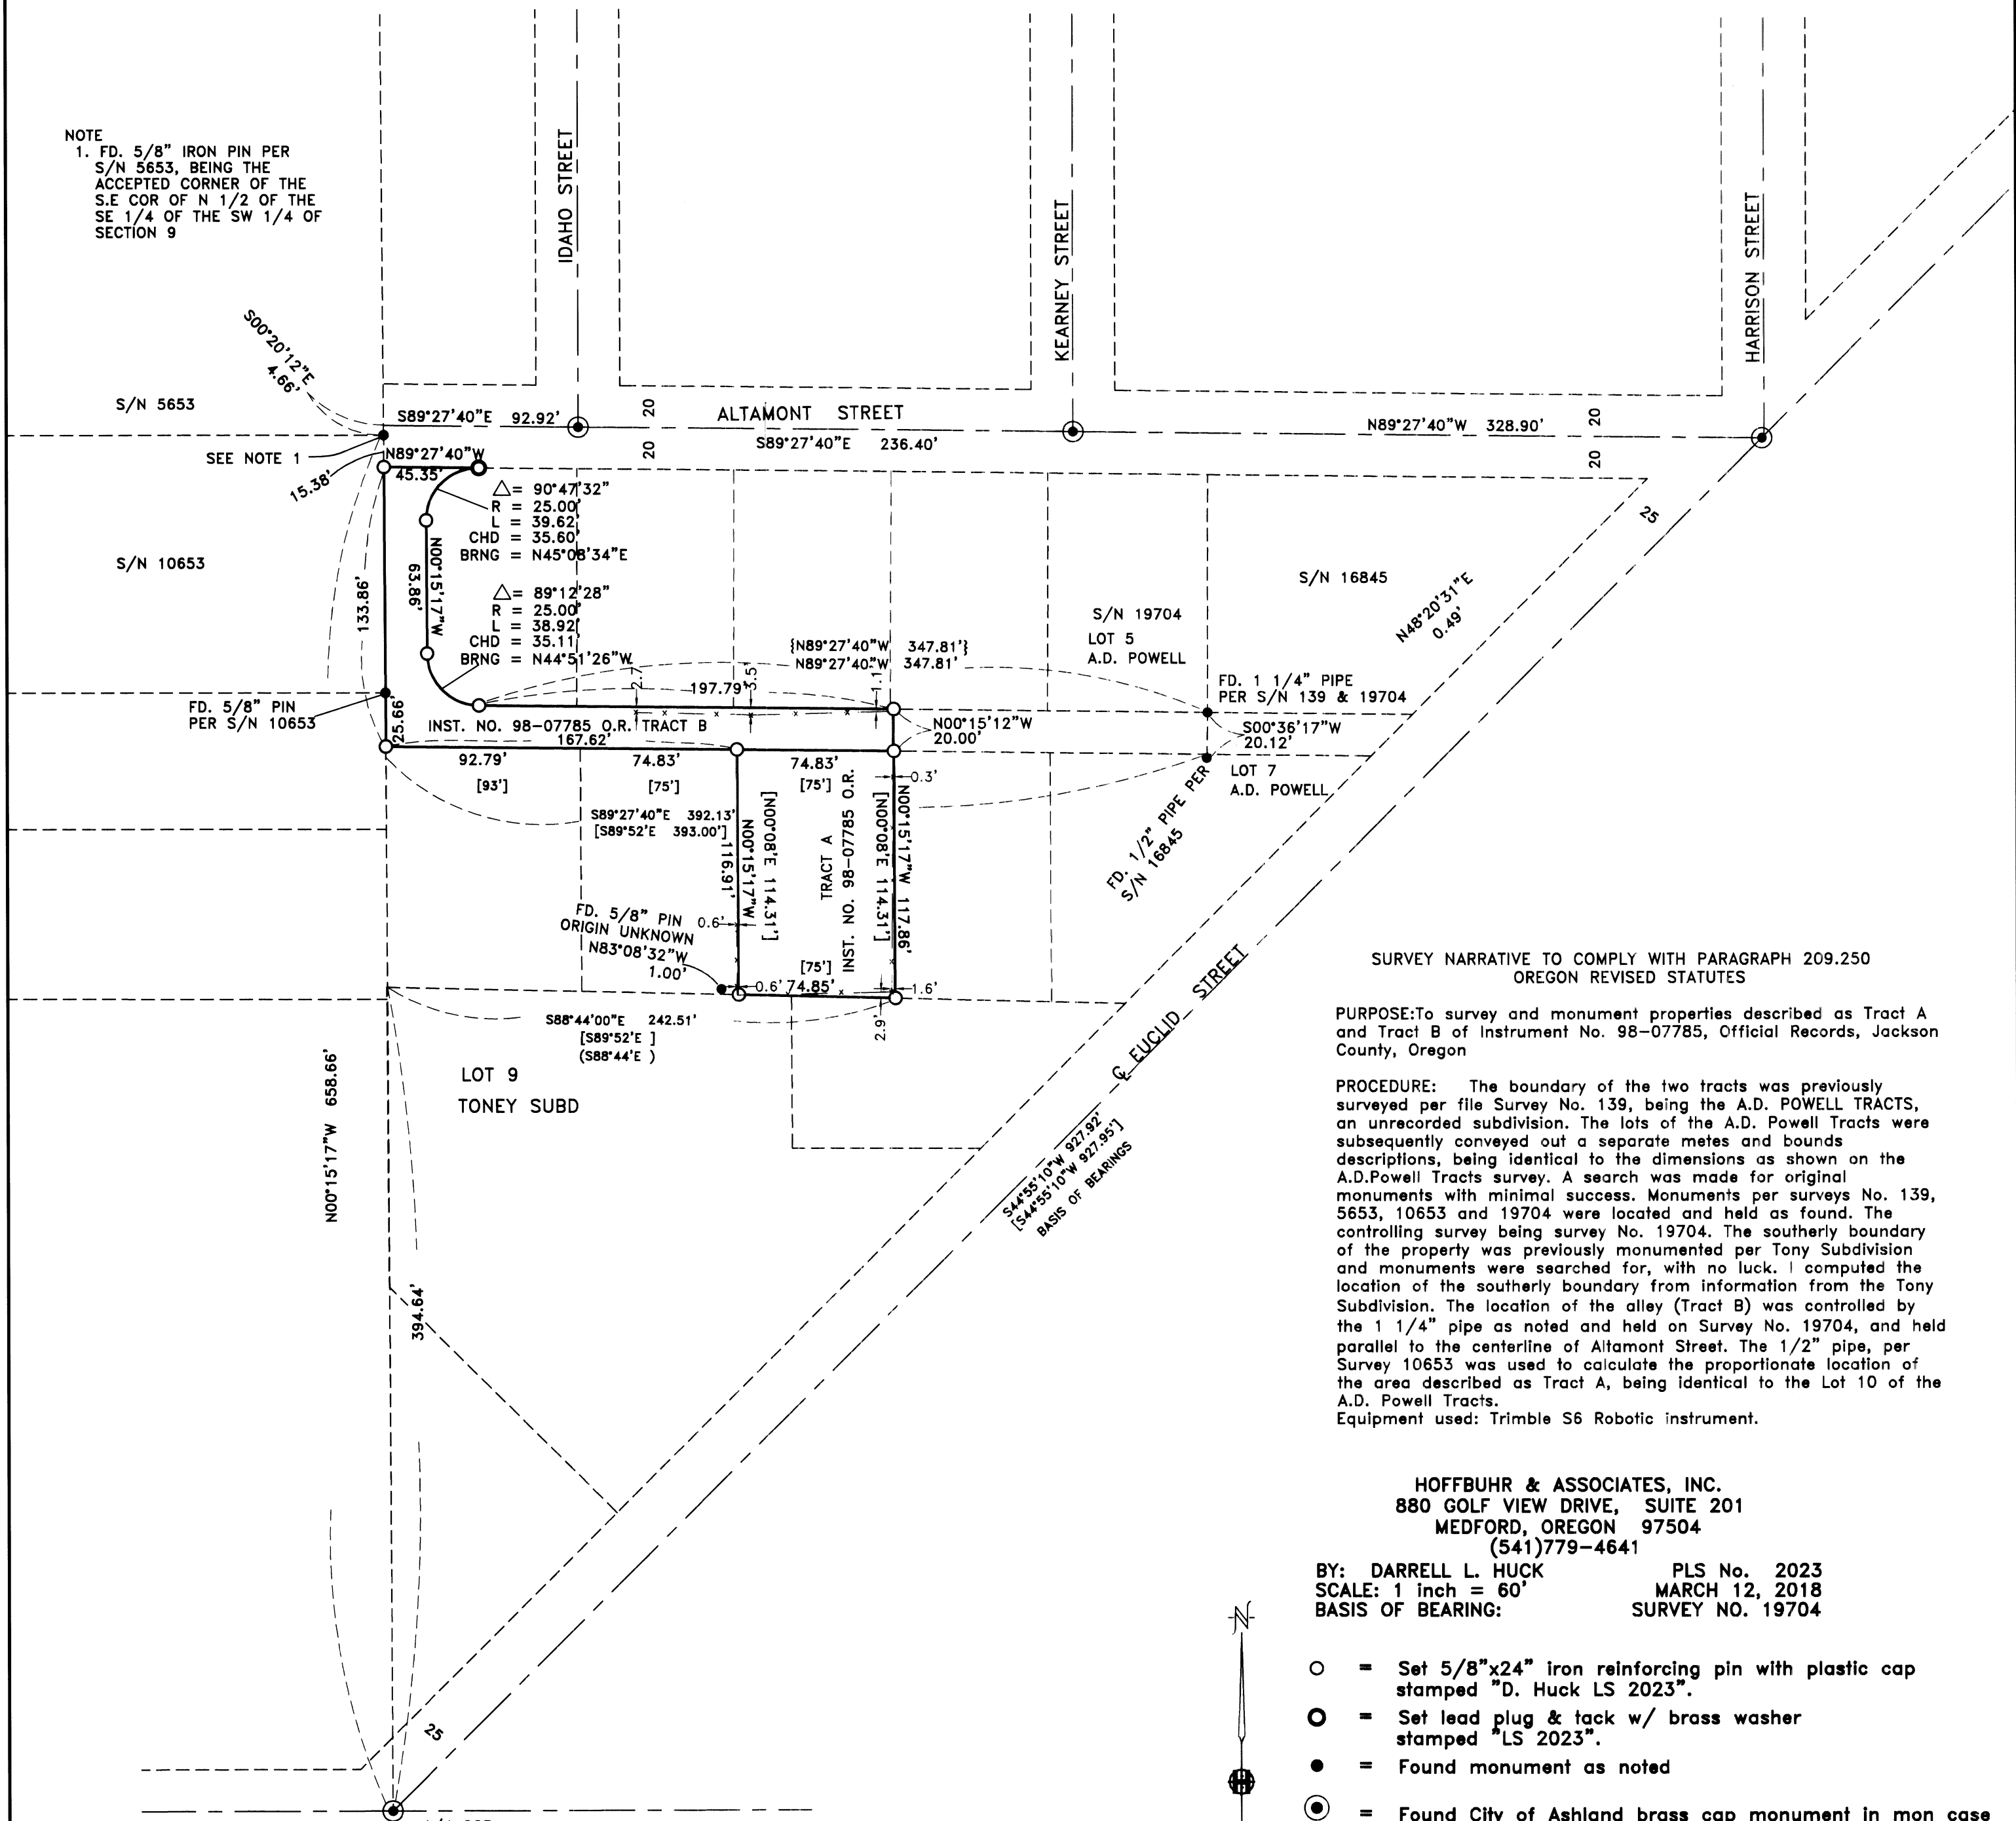 NOTE
1. FD. 5/8" IRON PIN PER
S/N 5653, BEING THE
ACCEPTED CORNER OF THE
S.E COR OF N 1/2 OF THE
SE 1/4 OF THE SW 1/4 OF
SECTION 9
IDAHO STREET
KEARNEY STREET
HARRISON STREET
S00°20'12"E
4.66'
S/N 5653
S89°27'40"E 92.92'
20
ALTAMONT STREET
20
S89°27'40"E 236.40'
N89°27'40"W 328.90'
20
20
SEE NOTE 1
N89°27'40"W
45.35'
15.38'
25
△= 90°47'32"
R = 25.00'
L = 39.62'
CHD = 35.60'
BRNG = N45°08'34"E
N00°15'17"W
63.86'
133.86'
S/N 10653
△= 89°12'28"
R = 25.00'
L = 38.92'
CHD = 35.11'
BRNG = N44°51'26"W
S/N 16845
N48°20'31"E
0.49'
S/N 19704
LOT 5
A.D. POWELL
{N89°27'40"W 347.81'}
N89°27'40"W 347.81'
197.79'
3.5'
1.1'
FD. 1 1/4" PIPE
PER S/N 139 & 19704
FD. 5/8" PIN
PER S/N 10653
25.66'
INST. NO. 98-07785 O.R. TRACT B
167.62'
N00°15'12"W
20.00'
S00°36'17"W
20.12'
92.79'
74.83'
74.83'
[93']
[75']
[75']
0.3'
LOT 7
A.D. POWELL
FD. 1/2" PIPE PER
S/N 16845
S89°27'40"E 392.13'
[S89°52'E 393.00']
116.91'
N00°15'17"W
[N00°08'E 114.31']
TRACT A
INST. NO. 98-07785 O.R.
[N00°08'E 114.31']
N00°15'17"W 117.86'
FD. 5/8" PIN
ORIGIN UNKNOWN
N83°08'32"W
1.00'
0.6'
[75']
0.6'
74.85'
1.6'
2.9'
S88°44'00"E 242.51'
[S89°52'E ]
(S88°44'E )
LOT 9
TONEY SUBD
N00°15'17"W 658.66'
394.64'
℄ EUCLID STREET
S44°55'10"W 927.92'
[S44°55'10"W 927.95']
BASIS OF BEARINGS
25
SURVEY NARRATIVE TO COMPLY WITH PARAGRAPH 209.250
OREGON REVISED STATUTES
PURPOSE:To survey and monument properties described as Tract A
and Tract B of Instrument No. 98-07785, Official Records, Jackson
County, Oregon
PROCEDURE: The boundary of the two tracts was previously
surveyed per file Survey No. 139, being the A.D. POWELL TRACTS,
an unrecorded subdivision. The lots of the A.D. Powell Tracts were
subsequently conveyed out a separate metes and bounds
descriptions, being identical to the dimensions as shown on the
A.D.Powell Tracts survey. A search was made for original
monuments with minimal success. Monuments per surveys No. 139,
5653, 10653 and 19704 were located and held as found. The
controlling survey being survey No. 19704. The southerly boundary
of the property was previously monumented per Tony Subdivision
and monuments were searched for, with no luck. I computed the
location of the southerly boundary from information from the Tony
Subdivision. The location of the alley (Tract B) was controlled by
the 1 1/4" pipe as noted and held on Survey No. 19704, and held
parallel to the centerline of Altamont Street. The 1/2" pipe, per
Survey 10653 was used to calculate the proportionate location of
the area described as Tract A, being identical to the Lot 10 of the
A.D. Powell Tracts.
Equipment used: Trimble S6 Robotic instrument.
HOFFBUHR & ASSOCIATES, INC.
880 GOLF VIEW DRIVE, SUITE 201
MEDFORD, OREGON 97504
(541)779-4641
BY: DARRELL L. HUCK PLS No. 2023
SCALE: 1 inch = 60' MARCH 12, 2018
BASIS OF BEARING: SURVEY NO. 19704
N
○ = Set 5/8"x24" iron reinforcing pin with plastic cap
stamped "D. Huck LS 2023".
O = Set lead plug & tack w/ brass washer
stamped "LS 2023".
● = Found monument as noted
= Found City of Ashland brass cap monument in mon case